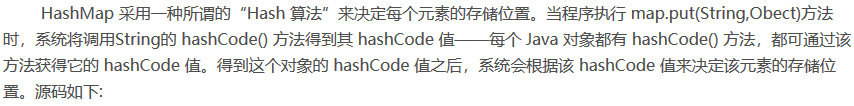 HashMap 采用一种所谓的“Hash 算法”来决定每个元素的存储位置。当程序执行 map.put(String,Obect)方法
时，系统将调用String的 hashCode() 方法得到其 hashCode 值——每个 Java 对象都有 hashCode() 方法，都可通过该
方法获得它的 hashCode 值。得到这个对象的 hashCode 值之后，系统会根据该 hashCode 值来决定该元素的存储位
置。源码如下: